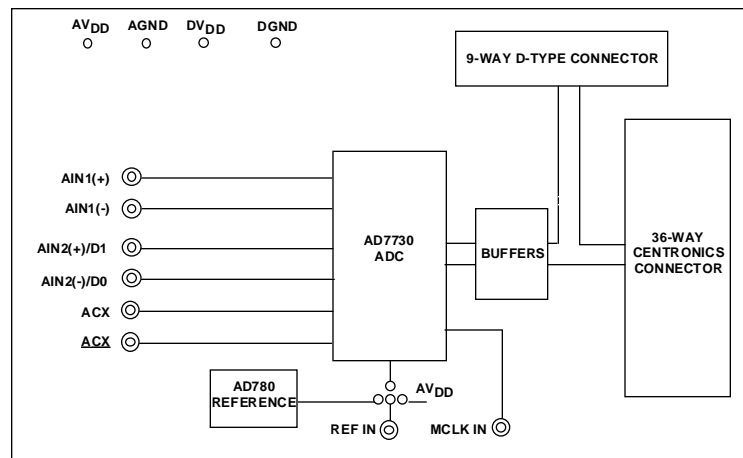 AVDD AGND DVDD DGND
9-WAY D-TYPE CONNECTOR
AIN1(+)
AIN1(-)
AIN2(+)/D1
AIN2(-)/D0
ACX
ACX
AD7730
ADC
BUFFERS
36-WAY
CENTRONICS
CONNECTOR
AD780
REFERENCE
AVDD
REF IN
MCLK IN